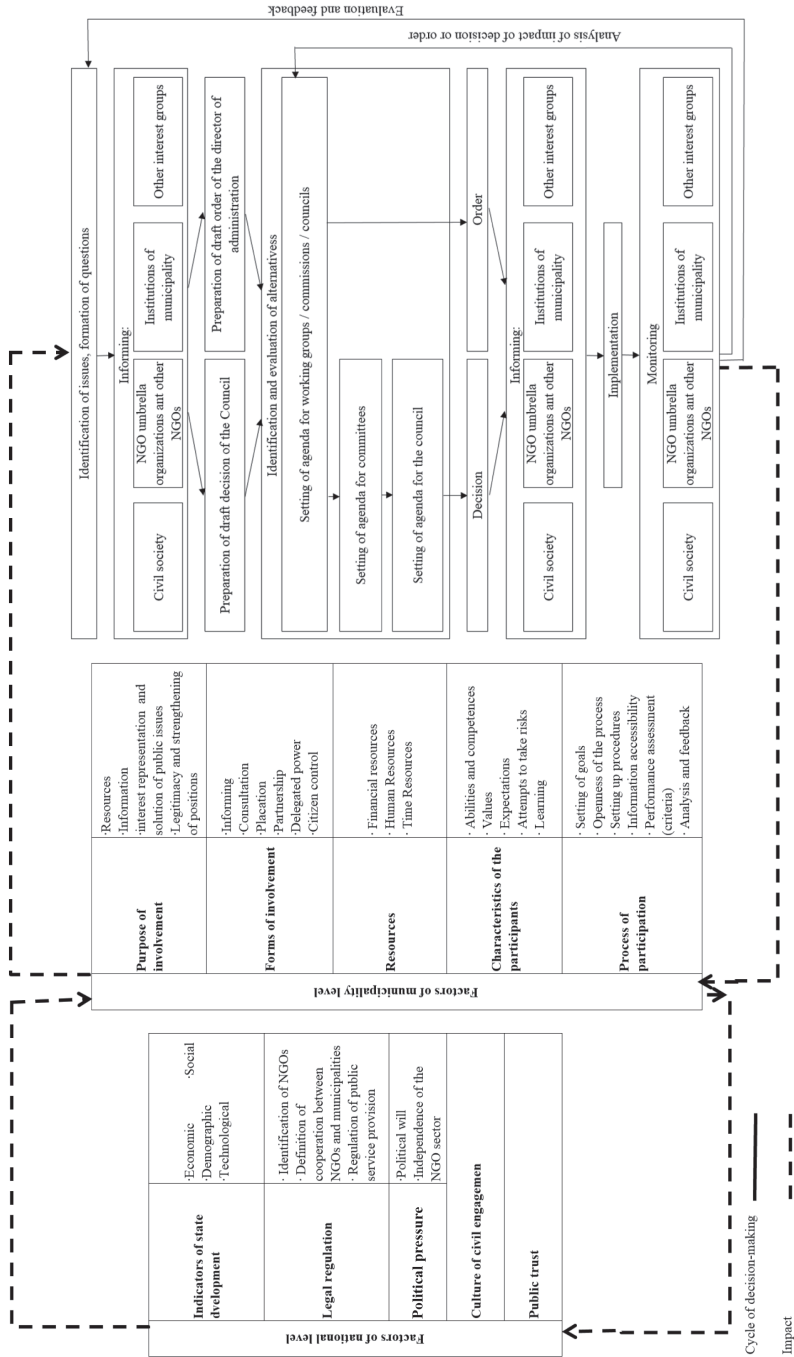 Factors of national level
Indicators of state
dvelopment
·Economic ·Social
·Demographic
·Technological
Legal regulation
· Identification of NGOs
· Definition of
cooperation between
NGOs and municipalities
· Regulation of public
service provision
Political pressure
·Political will
·Independence of the
NGO sector
Culture of civil engagemen
Public trust
Factors of municipality level
Purpose of
involvement
·Resources
·Information
·interest representation and
solution of public issues
·Legitimacy and strengthening
of positions
Forms of involvement
· Informing
· Consultation
·Placation
· Partnership
·Delegated power
·Citizen control
Resources
· Financial resources
· Human Resources
· Time Resources
Characteristics of the
participants
· Abilities and competences
· Values
· Expectations
· Attempts to take risks
· Learning
Process of
participation
· Setting of goals
· Openness of the process
· Setting up procedures
· Information accessibility
· Performance assessment
(criteria)
· Analysis and feedback
Identification of issues, formation of questions
Informing:
Civil society
NGO umbrella
organizations ant other
NGOs
Institutions of
municipality
Other interest groups
Preparation of draft decision of the Council
Preparation of draft order of the director of
administration
Identification and evaluation of alternativess
Setting of agenda for working groups / commissions / councils
Setting of agenda for committees
Setting of agenda for the council
Decision
Order
Informing:
Civil society
NGO umbrella
organizations ant other
NGOs
Institutions of
municipality
Other interest groups
Implementation
Monitoring
Civil society
NGO umbrella
organizations ant other
NGOs
Institutions of
municipality
Other interest groups
Analysis of impact of decision or order
Evaluation and feedback
Cycle of decision-making
Impact